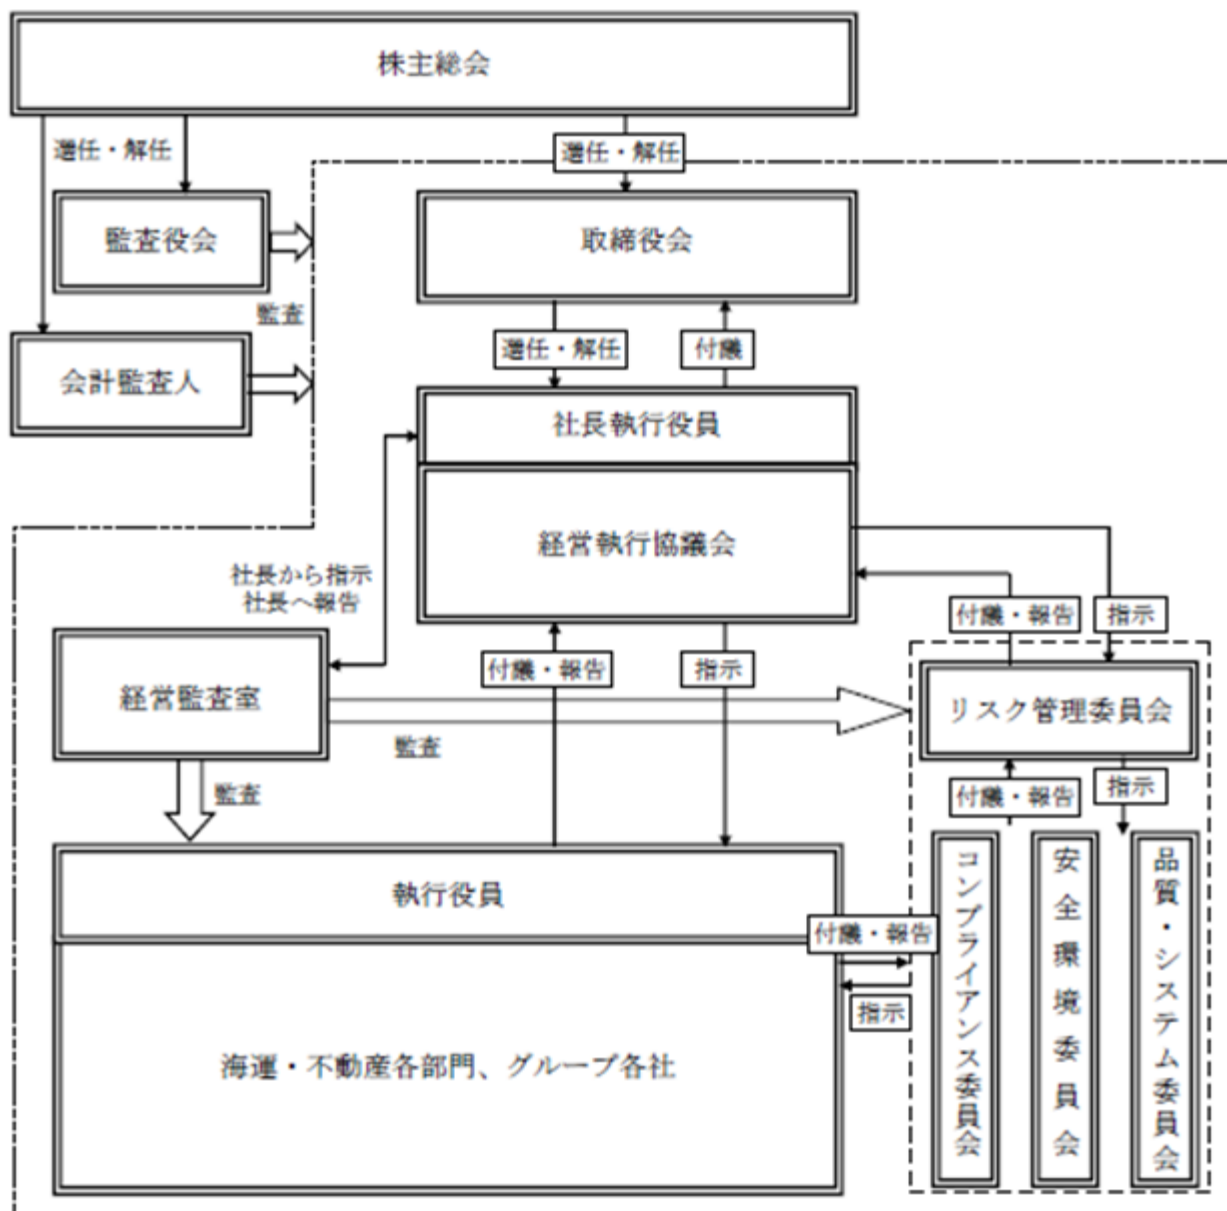 株主総会
選任・解任
選任・解任
監査役会
取締役会
監査
選任・解任
付議
会計監査人
社長執行役員
経営執行協議会
社長から指示
社長へ報告
付議・報告
指示
経営監査室
付議・報告
指示
リスク管理委員会
監査
監査
付議・報告
指示
執行役員
コンプライアンス委員会
安全環境委員会
品質・システム委員会
付議・報告
指示
海運・不動産各部門、グループ各社